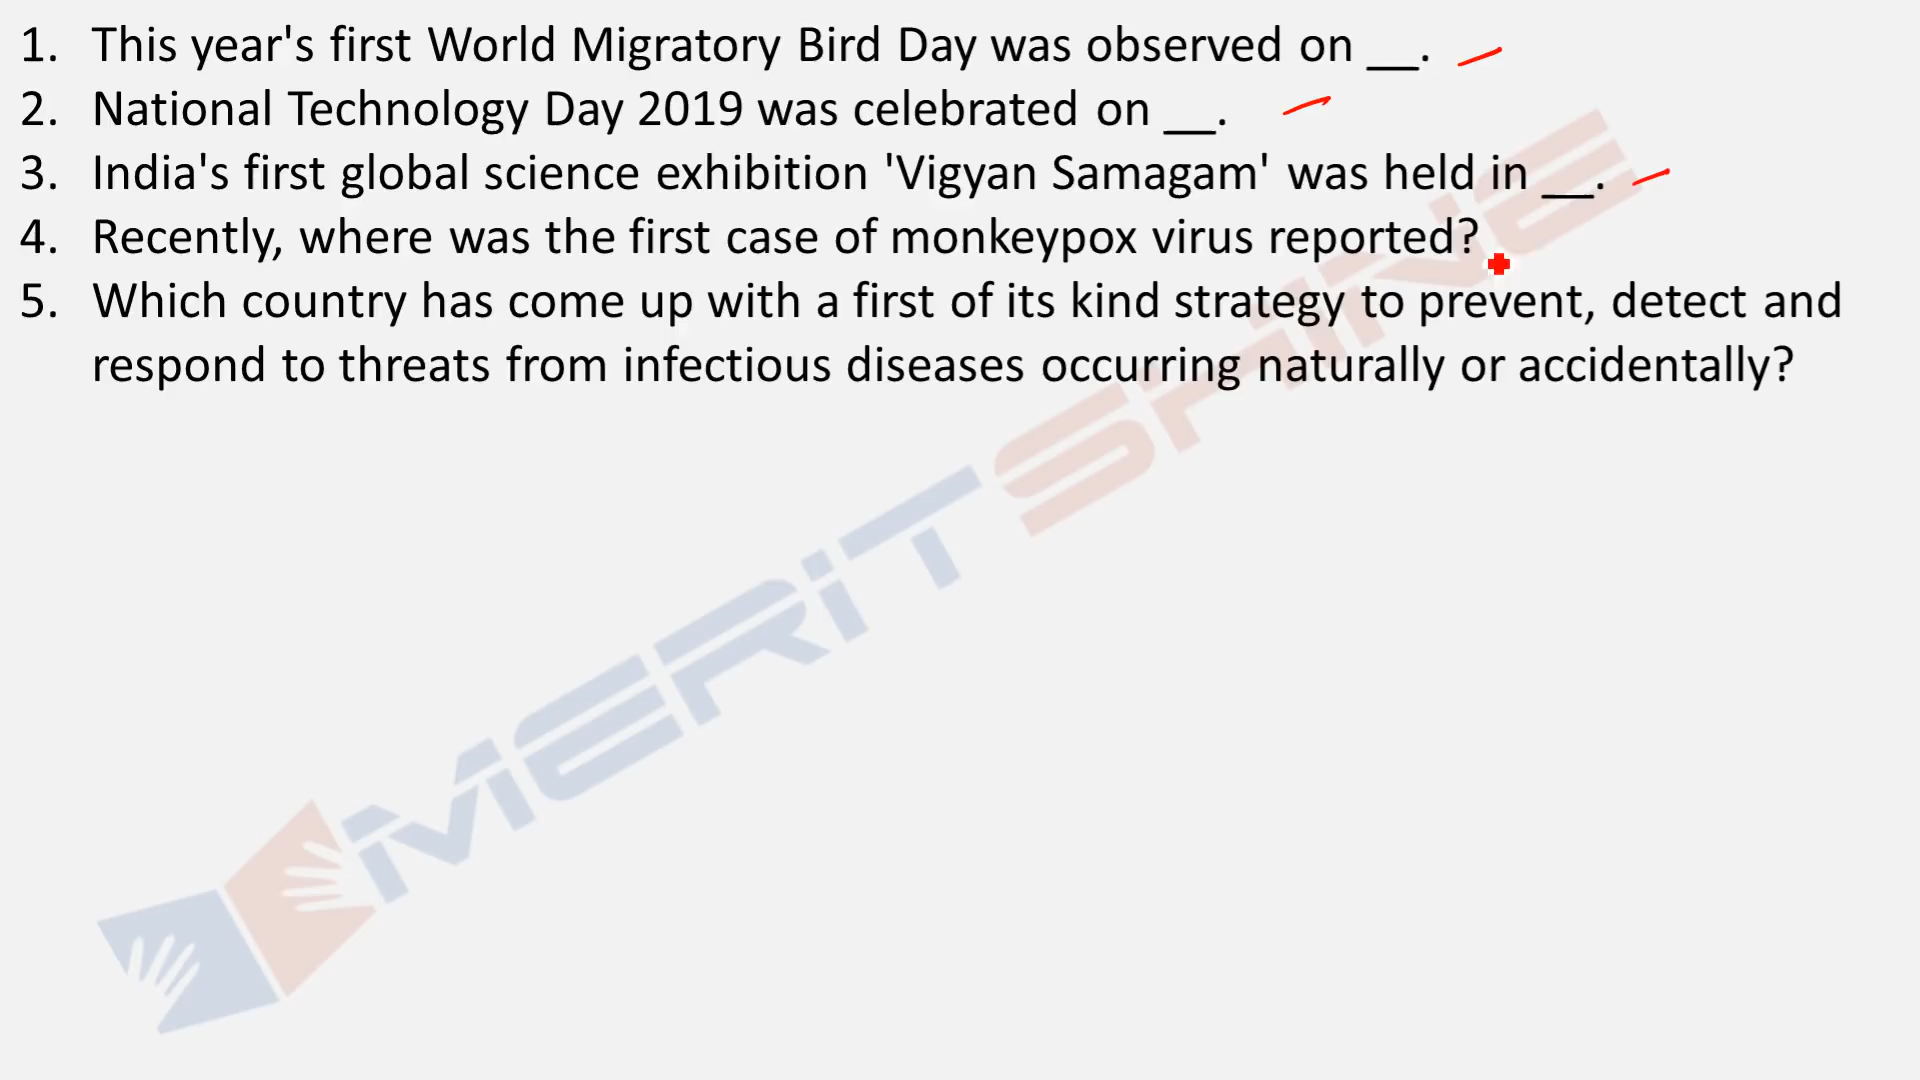 1. This year's first World Migratory Bird Day was observed on __.
2. National Technology Day 2019 was celebrated on __.
3. India's first global science exhibition 'Vigyan Samagam' was held in __.
4. Recently, where was the first case of monkeypox virus reported?
5. Which country has come up with a first of its kind strategy to prevent, detect and
respond to threats from infectious diseases occurring naturally or accidentally?
MERiT SHINE